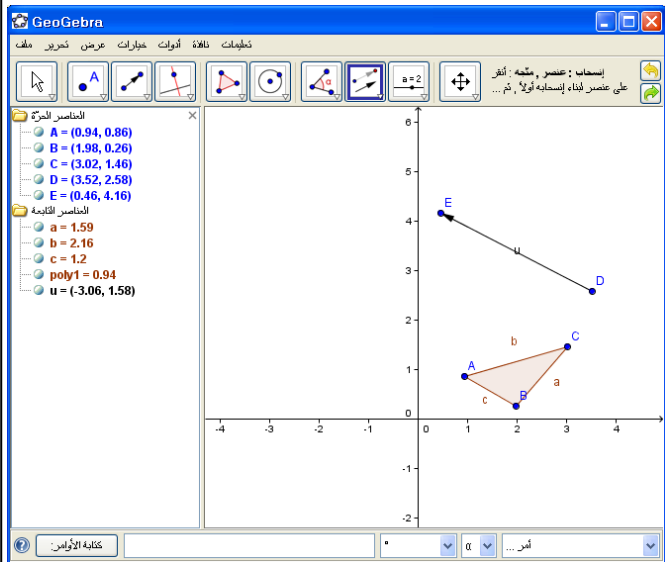 GeoGebra
ملف تحرير عرض خيارات أدوات نافذة تعليمات
A
α
a = 2
إنسحاب : عنصر , متّجه : أنقر
على عنصر لبناء إنسحابه أولاً , ثم ...
العناصر الحرّة
A = (0.94, 0.86)
B = (1.98, 0.26)
C = (3.02, 1.46)
D = (3.52, 2.58)
E = (0.46, 4.16)
العناصر التابعة
a = 1.59
b = 2.16
c = 1.2
poly1 = 0.94
u = (-3.06, 1.58)
6
5
E
4
u
3
D
2
b
C
A
1
a
c
B
0
-4 -3 -2 -1 0 1 2 3 4
-1
-2
كتابة الأوامر:
°
α
أمر ...